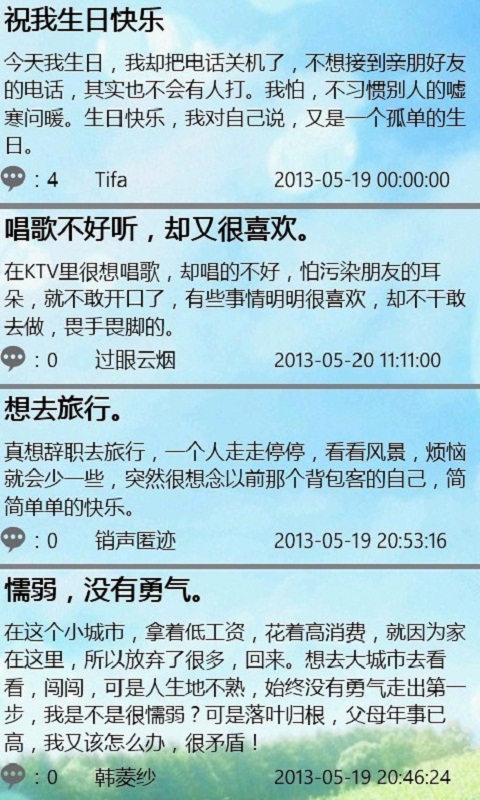 祝我生日快乐
今天我生日，我却把电话关机了，不想接到亲朋好友
的电话，其实也不会有人打。我怕，不习惯别人的嘘
寒问暖。生日快乐，我对自己说，又是一个孤单的生
日。
: 4 Tifa 2013-05-19 00:00:00
唱歌不好听，却又很喜欢。
在KTV里很想唱歌，却唱的不好，怕污染朋友的耳
朵，就不敢开口了，有些事情明明很喜欢，却不干敢
去做，畏手畏脚的。
: 0 过眼云烟 2013-05-20 11:11:00
想去旅行。
真想辞职去旅行，一个人走走停停，看看风景，烦恼
就会少一些，突然很想念以前那个背包客的自己，简
简单单的快乐。
: 0 销声匿迹 2013-05-19 20:53:16
懦弱，没有勇气。
在这个小城市，拿着低工资，花着高消费，就因为家
在这里，所以放弃了很多，回来。想去大城市去看
看，闯闯，可是人生地不熟，始终没有勇气走出第一
步，我是不是很懦弱？可是落叶归根，父母年事已
高，我又该怎么办，很矛盾！
: 0 韩菱纱 2013-05-19 20:46:24